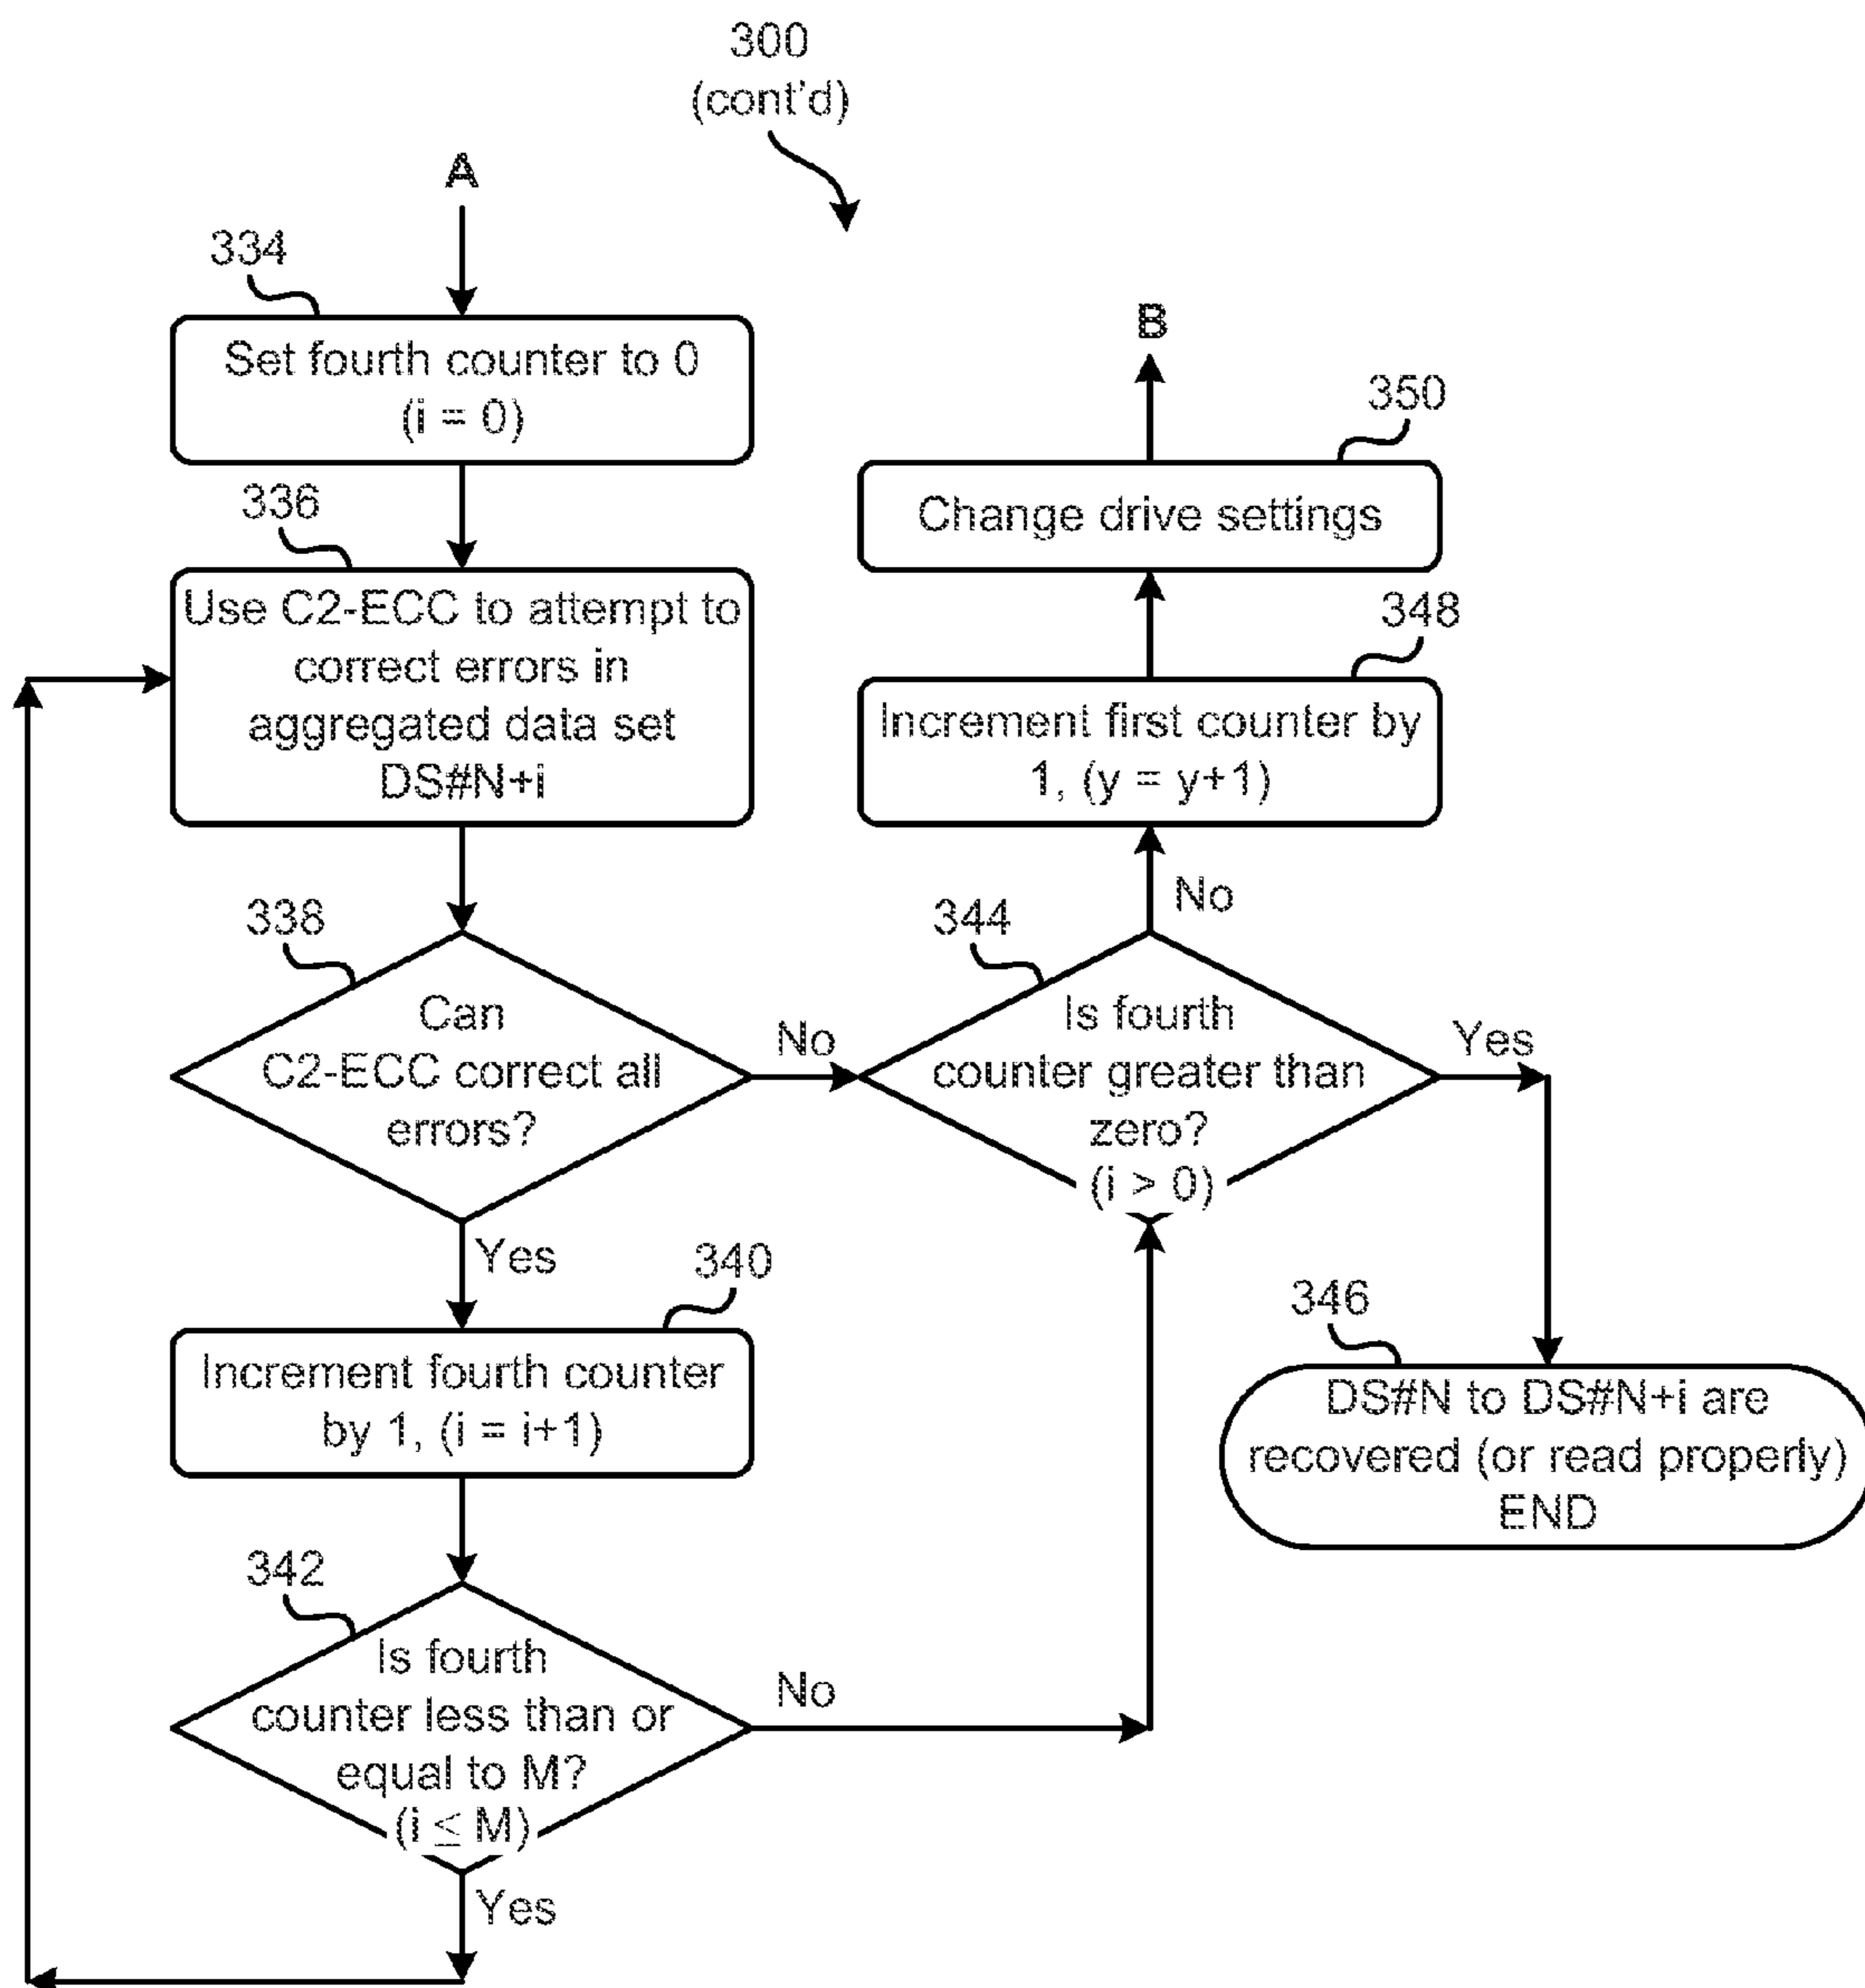 300
(cont'd)
A
334
Set fourth counter to 0
(i = 0)
336
Use C2-ECC to attempt to
correct errors in
aggregated data set
DS#N+i
338
Can
C2-ECC correct all
errors?
No
Yes
340
Increment fourth counter
by 1, (i = i+1)
342
Is fourth
counter less than or
equal to M?
(i ≤ M)
No
Yes
B
350
Change drive settings
348
Increment first counter by
1, (y = y+1)
No
344
Is fourth
counter greater than
zero?
(i > 0)
Yes
346
DS#N to DS#N+i are
recovered (or read properly)
END